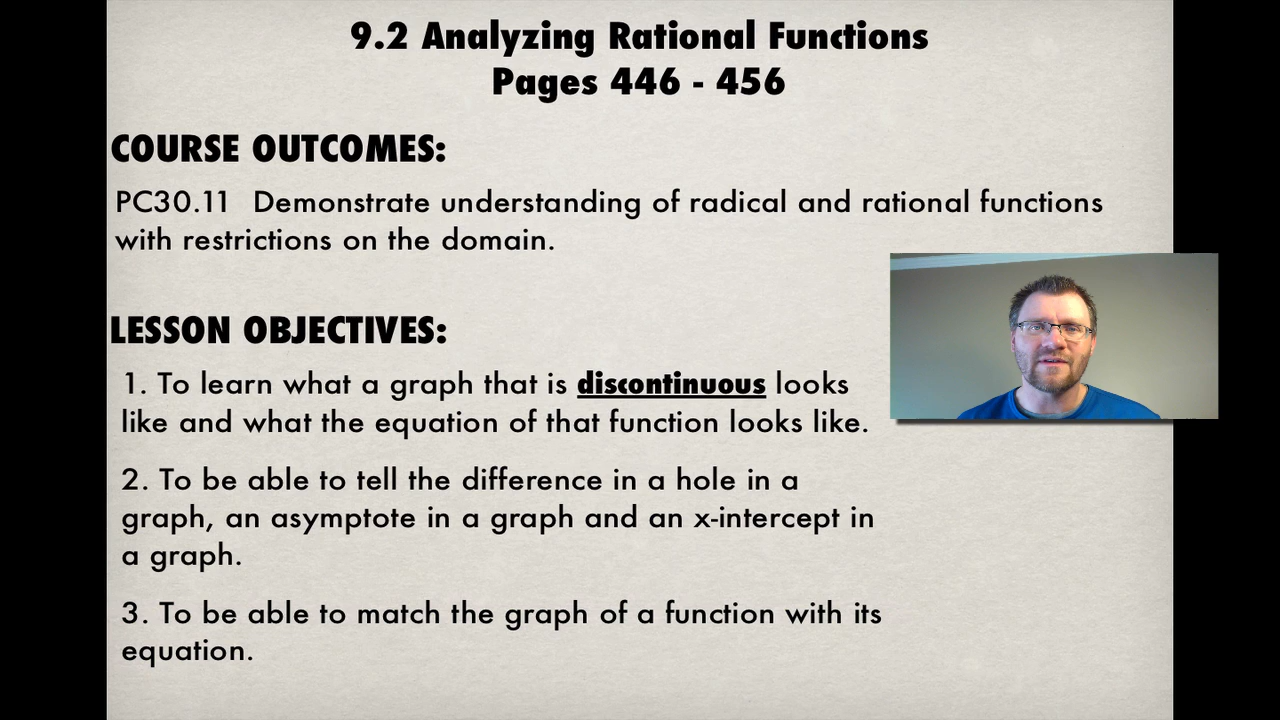 9.2 Analyzing Rational Functions
Pages 446 - 456
COURSE OUTCOMES:
PC30.11 Demonstrate understanding of radical and rational functions
with restrictions on the domain.
LESSON OBJECTIVES:
1. To learn what a graph that is discontinuous looks
like and what the equation of that function looks like.
2. To be able to tell the difference in a hole in a
graph, an asymptote in a graph and an x-intercept in
a graph.
3. To be able to match the graph of a function with its
equation.